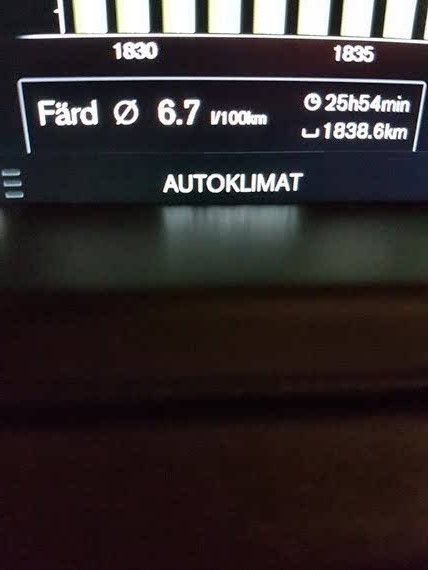 1830 1835
Färd Ø 6.7 l/100km 25h54min
1838.6km
AUTOKLIMAT